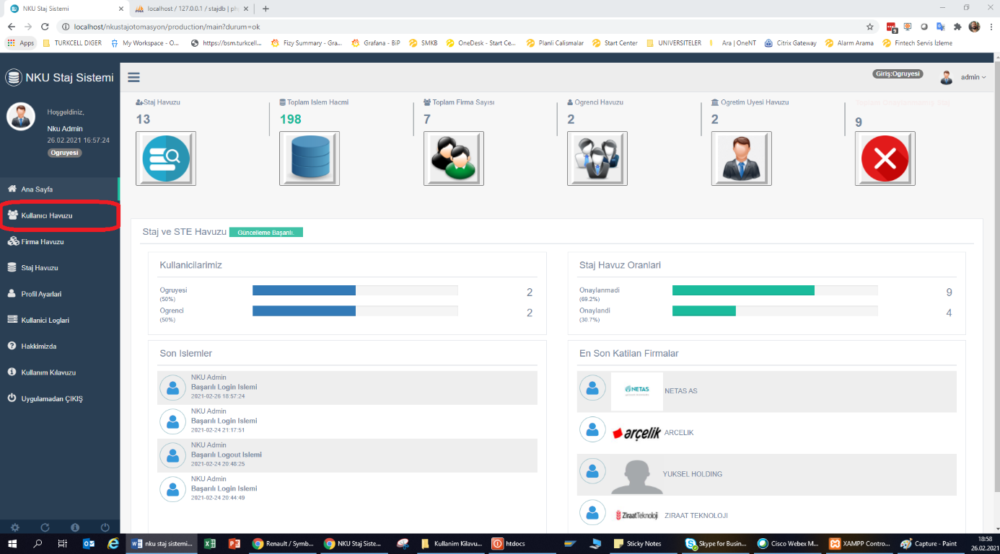 NKU Staj Sistemi
localhost / 127.0.0.1 / stajdb | ph
localhost/nkustajotomasyon/production/main?durum=ok
9
Apps TURKCELL DIGER My Workspace - O... https://bsm.turkcell... Fizy Summary - Gra... Grafana - BiP SMKB OneDesk - Start Ce... Planli Calismalar Start Center UNIVERSITELER Ara | OneNT Citrix Gateway Alarm Arama Fintech Servis İzleme
NKU Staj Sistemi
Giriş:Ogruyesi
admin
Hoşgeldiniz,
Nku Admin
26.02.2021 16:57:24
Ogruyesi
Ana Sayfa
Kullanıcı Havuzu
Firma Havuzu
Staj Havuzu
Profil Ayarlari
Kullanici Loglari
Hakkimizda
Kullanım Kılavuzu
Uygulamadan ÇIKIŞ
Staj Havuzu
13
Toplam Islem Hacmi
198
Toplam Firma Sayısı
7
Ogrenci Havuzu
2
Ogretim Uyesi Havuzu
2
9
Staj ve STE Havuzu Güncelleme Başarılı.
Kullanicilarimiz
Ogruyesi
(50%)
2
Ogrenci
(50%)
2
Staj Havuz Oranlari
Onaylanmadi
(69.2%)
9
Onaylandi
(30.7%)
4
Son Islemler
NKU Admin
Başarılı Login Islemi
2021-02-26 18:57:24
NKU Admin
Başarılı Login Islemi
2021-02-24 21:17:51
NKU Admin
Başarılı Logout Islemi
2021-02-24 20:48:25
NKU Admin
Başarılı Login Islemi
2021-02-24 20:44:49
En Son Katilan Firmalar
NETAS
NETAS AS
arçelik
ARCELIK
YUKSEL HOLDING
ZiraatTeknoloji
ZIRAAT TEKNOLOJI
nku staj sistemi... Renault / Symb... NKU Staj Siste... Kullanim Kilavu... htdocs Sticky Notes Skype for Busin... Cisco Webex M... XAMPP Contro... Capture - Paint
18:58
26.02.2021